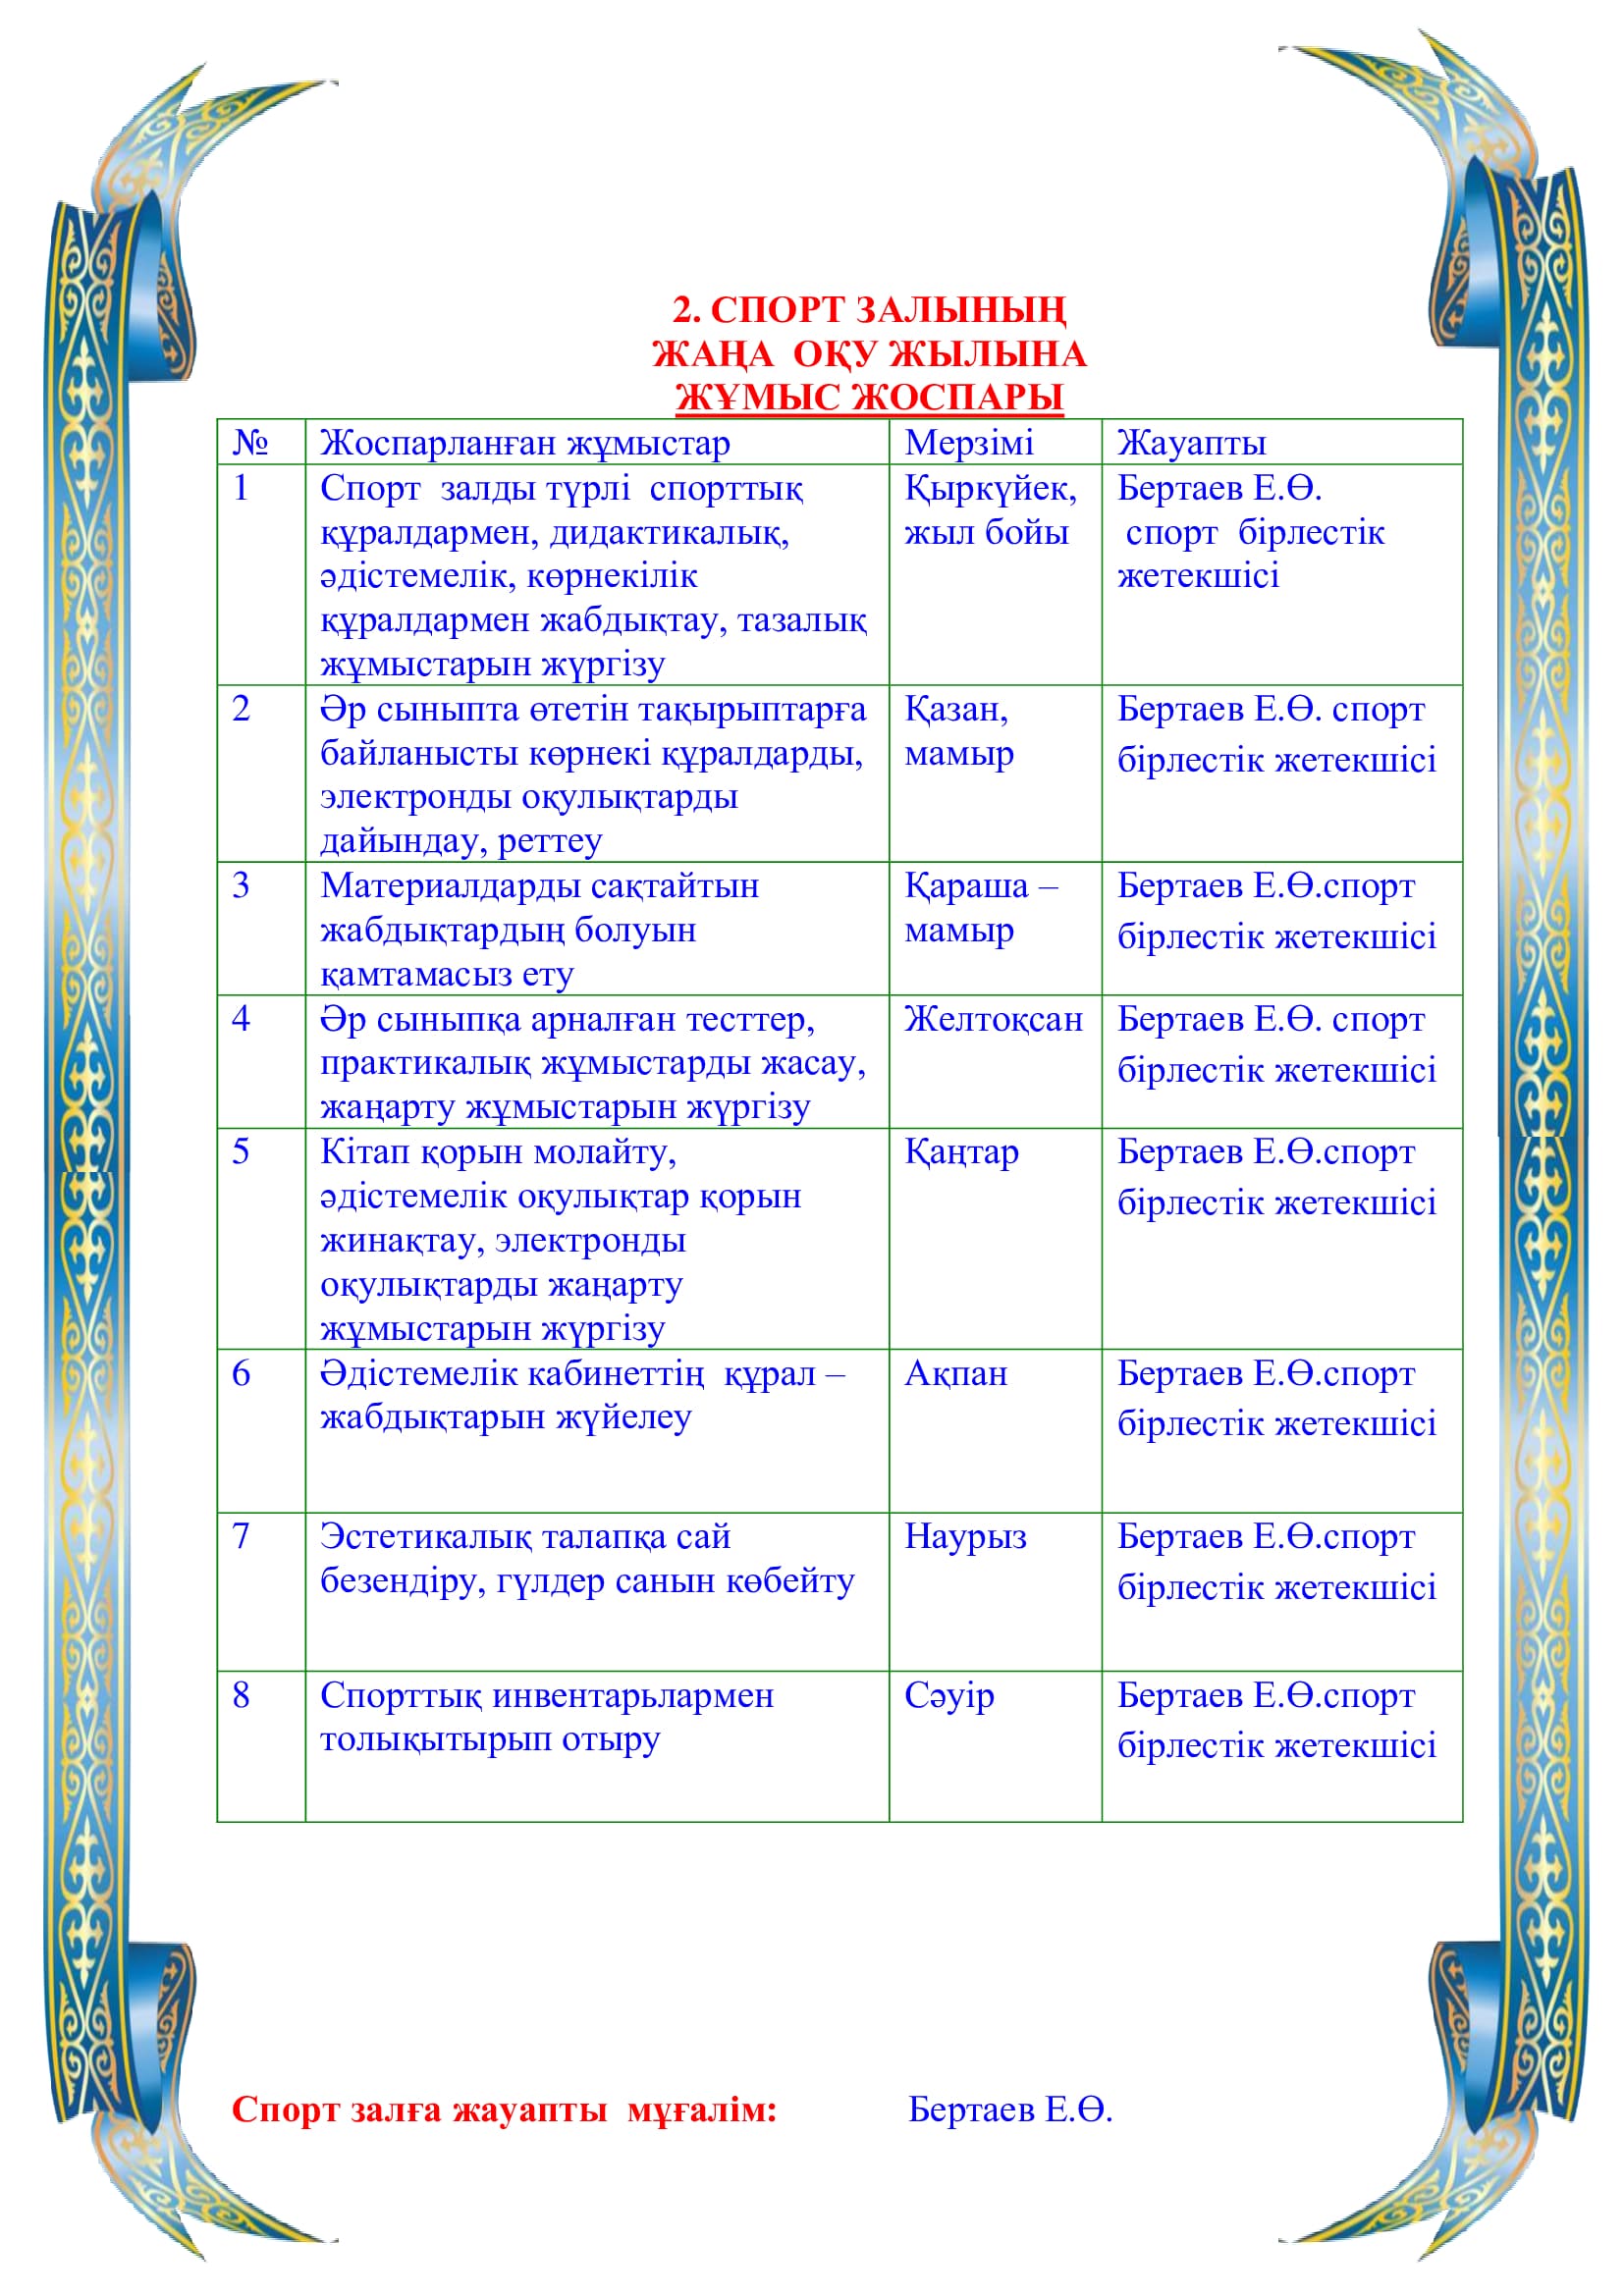 2. СПОРТ ЗАЛЫНЫҢ
ЖАҢА ОҚУ ЖЫЛЫНА
ЖҰМЫС ЖОСПАРЫ
№ Жоспарланған жұмыстар Мерзімі Жауапты
1 Спорт залды түрлі спорттық Қыркүйек, Бертаев Е.Ө.
құралдармен, дидактикалық, жыл бойы спорт бірлестік
әдістемелік, көрнекілік жетекшісі
құралдармен жабдықтау, тазалық
жұмыстарын жүргізу
2 Әр сыныпта өтетін тақырыптарға Қазан, Бертаев Е.Ө. спорт
байланысты көрнекі құралдарды, мамыр бірлестік жетекшісі
электронды оқулықтарды
дайындау, реттеу
3 Материалдарды сақтайтын Қараша – Бертаев Е.Ө.спорт
жабдықтардың болуын мамыр бірлестік жетекшісі
қамтамасыз ету
4 Әр сыныпқа арналған тесттер, Желтоқсан Бертаев Е.Ө. спорт
практикалық жұмыстарды жасау, бірлестік жетекшісі
жаңарту жұмыстарын жүргізу
5 Кітап қорын молайту, Қаңтар Бертаев Е.Ө.спорт
әдістемелік оқулықтар қорын бірлестік жетекшісі
жинақтау, электронды
оқулықтарды жаңарту
жұмыстарын жүргізу
6 Әдістемелік кабинеттің құрал – Ақпан Бертаев Е.Ө.спорт
жабдықтарын жүйелеу бірлестік жетекшісі
7 Эстетикалық талапқа сай Наурыз Бертаев Е.Ө.спорт
безендіру, гүлдер санын көбейту бірлестік жетекшісі
8 Спорттық инвентарьлармен Сәуір Бертаев Е.Ө.спорт
толықытырып отыру бірлестік жетекшісі
Спорт залға жауапты мұғалім: Бертаев Е.Ө.